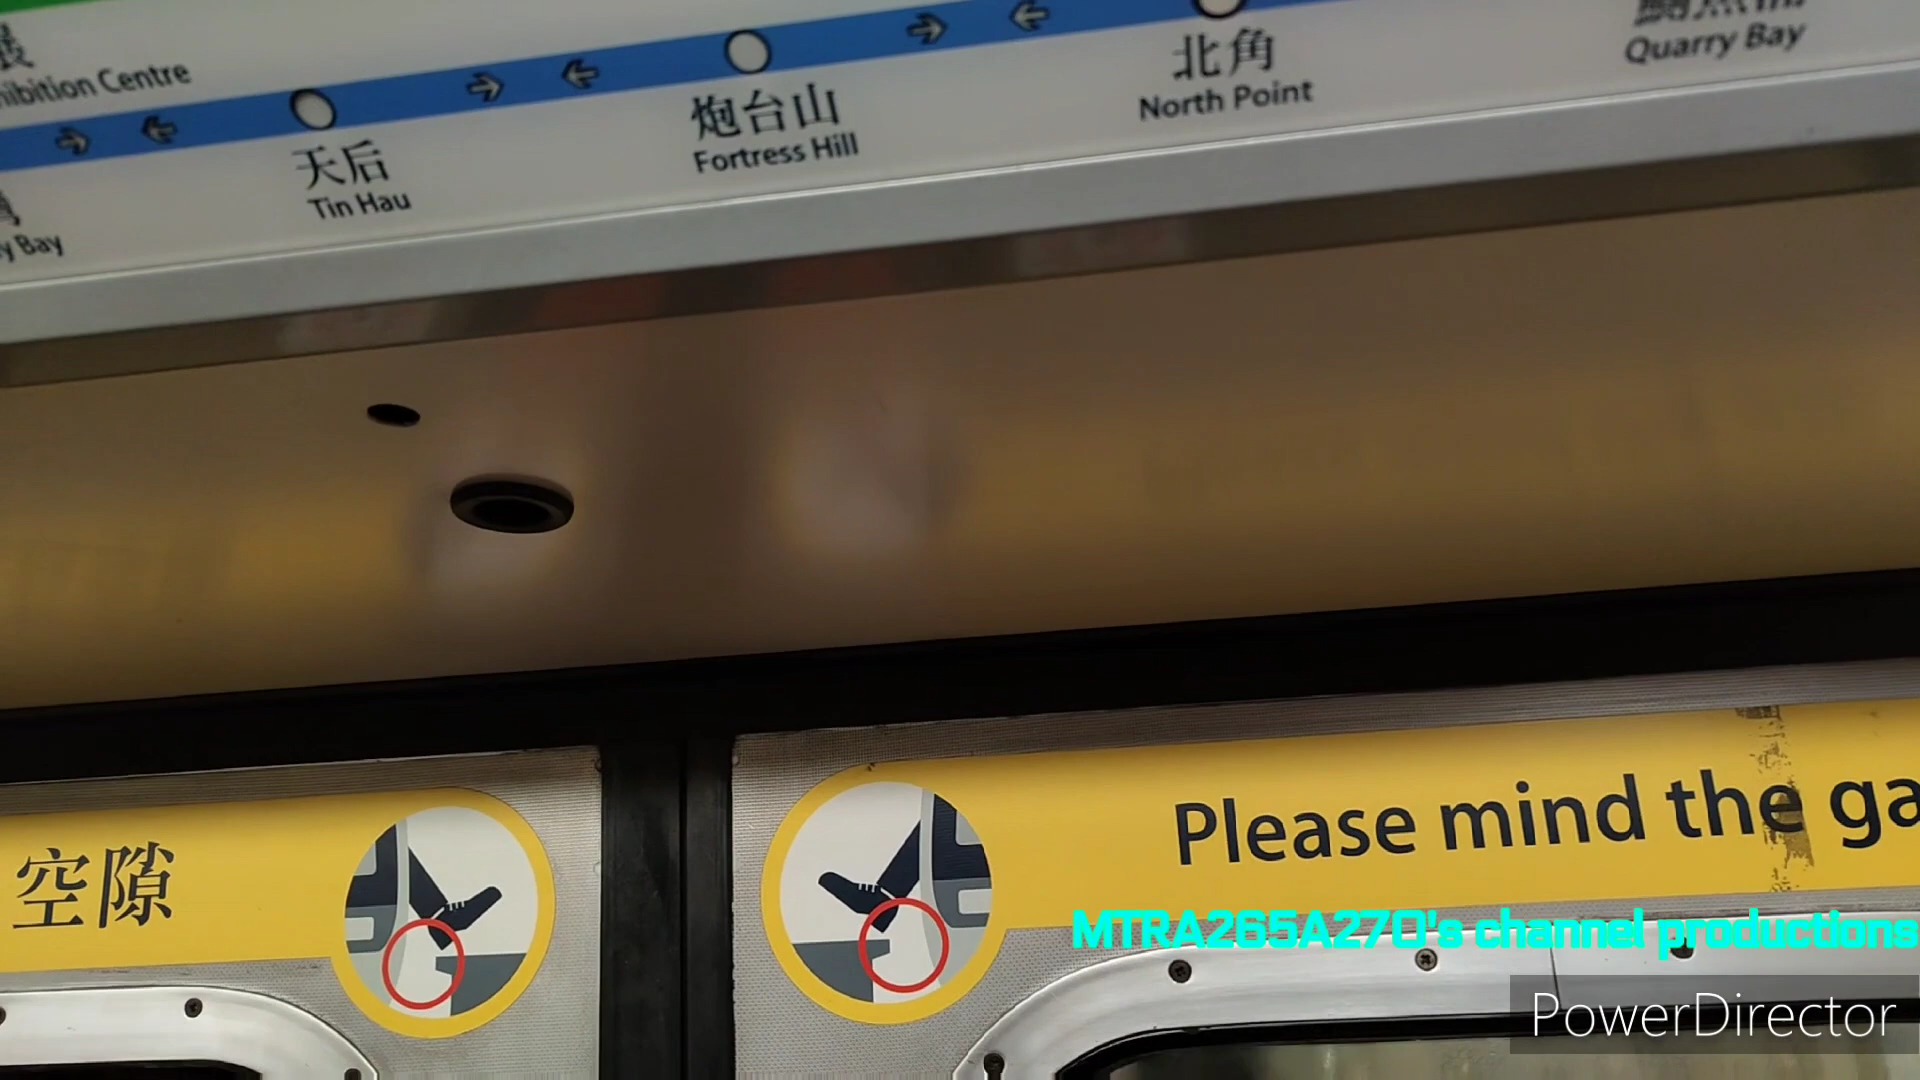 hibition Centre
天后
Tin Hau
炮台山
Fortress Hill
北角
North Point
Quarry Bay
y Bay
空隙
Please mind the ga
MTRA265A270's channel productions
PowerDirector